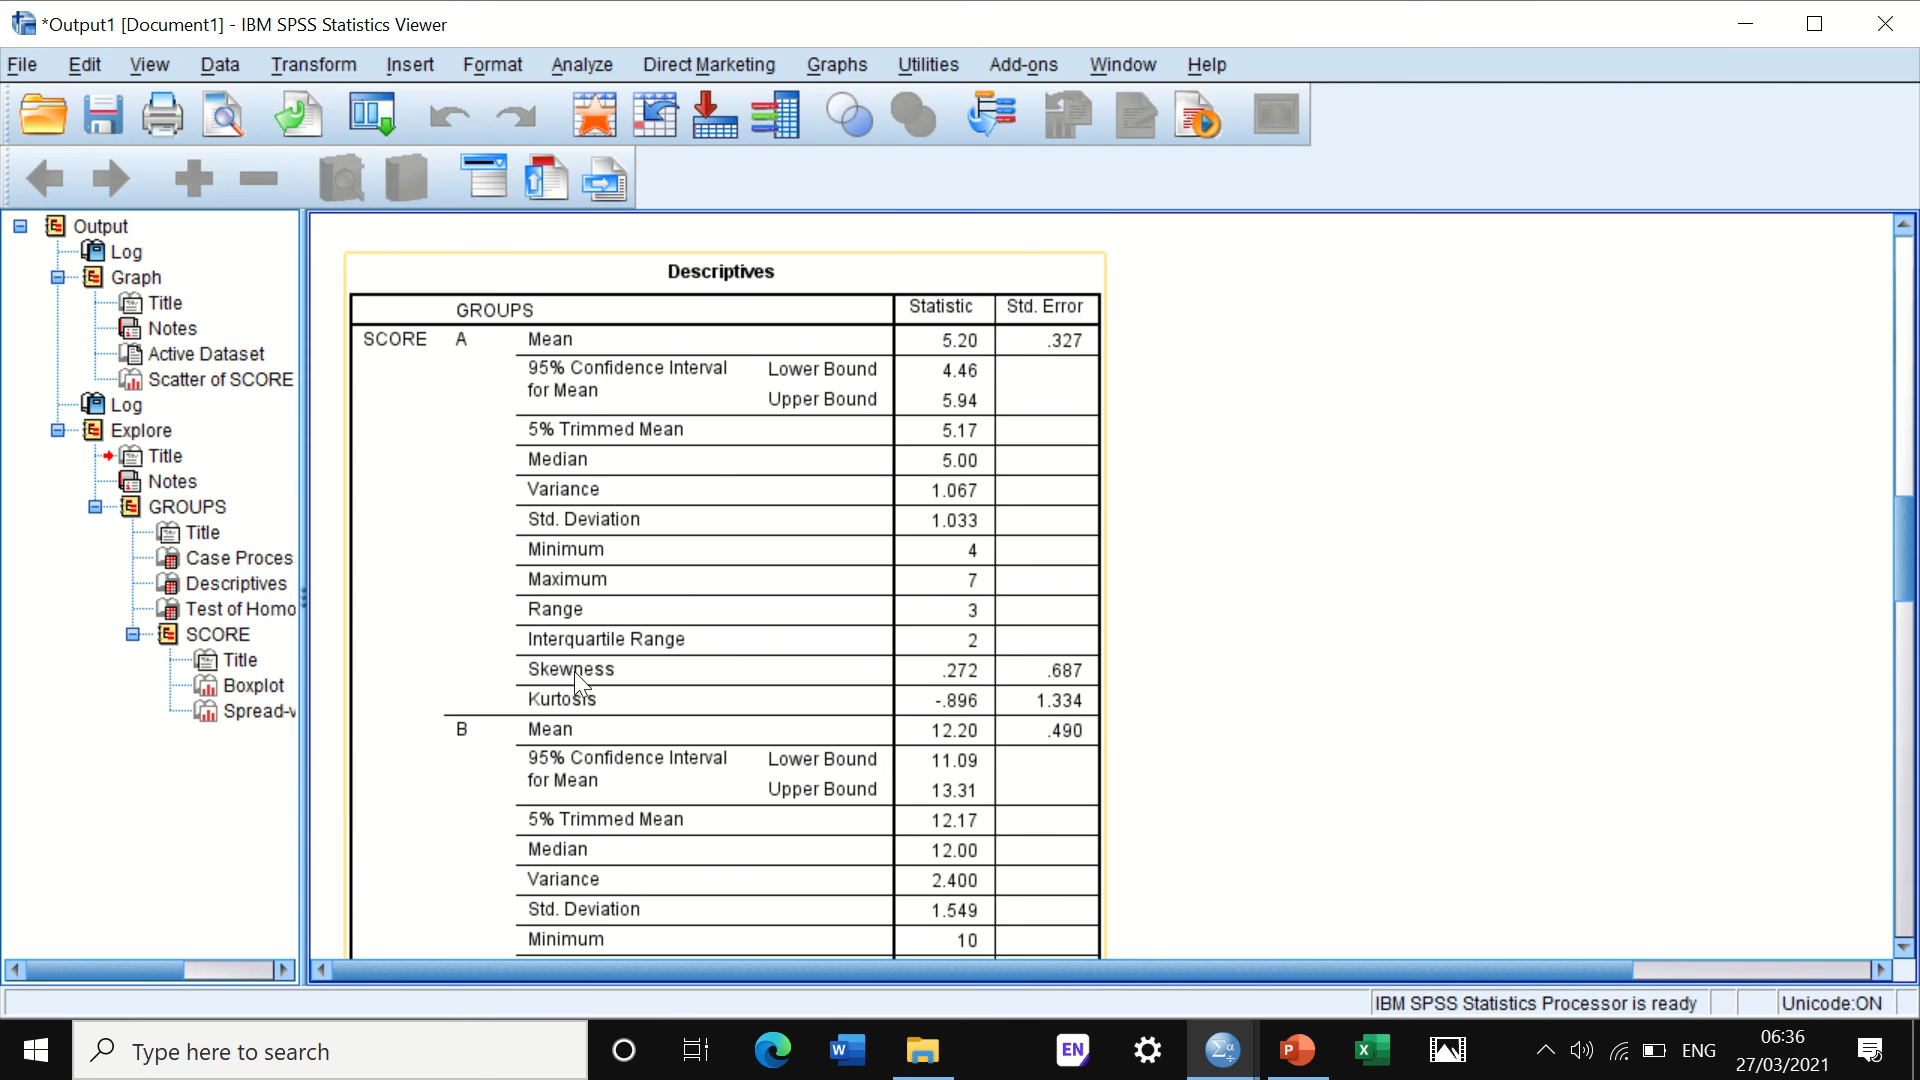 *Output1 [Document1] - IBM SPSS Statistics Viewer
File Edit View Data Transform Insert Format Analyze Direct Marketing Graphs Utilities Add-ons Window Help
Output
Log
Graph
Title
Notes
Active Dataset
Scatter of SCORE
Log
Explore
Title
Notes
GROUPS
Title
Case Proces
Descriptives
Test of Homo
SCORE
Title
Boxplot
Spread-v
Descriptives
GROUPS Statistic Std. Error
SCORE A Mean 5.20 .327
95% Confidence Interval Lower Bound 4.46
for Mean Upper Bound 5.94
5% Trimmed Mean 5.17
Median 5.00
Variance 1.067
Std. Deviation 1.033
Minimum 4
Maximum 7
Range 3
Interquartile Range 2
Skewness .272 .687
Kurtosis -.896 1.334
B Mean 12.20 .490
95% Confidence Interval Lower Bound 11.09
for Mean Upper Bound 13.31
5% Trimmed Mean 12.17
Median 12.00
Variance 2.400
Std. Deviation 1.549
Minimum 10
IBM SPSS Statistics Processor is ready Unicode:ON
Type here to search
EN
ENG
06:36
27/03/2021